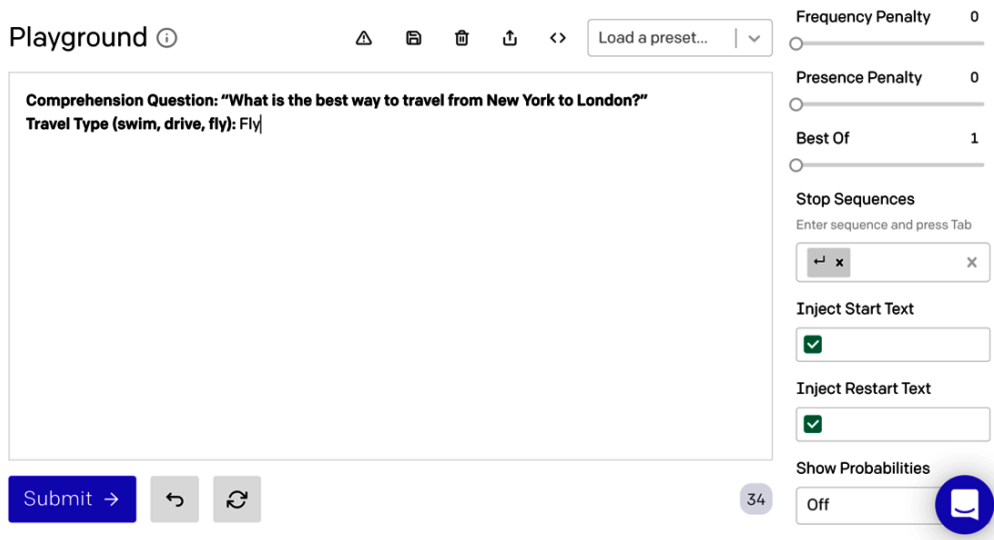 Playground
Load a preset...
Comprehension Question: “What is the best way to travel from New York to London?”
Travel Type (swim, drive, fly): Fly
Submit →
34
Frequency Penalty 0
Presence Penalty 0
Best Of 1
Stop Sequences
Enter sequence and press Tab
↵ ×
Inject Start Text
Inject Restart Text
Show Probabilities
Off